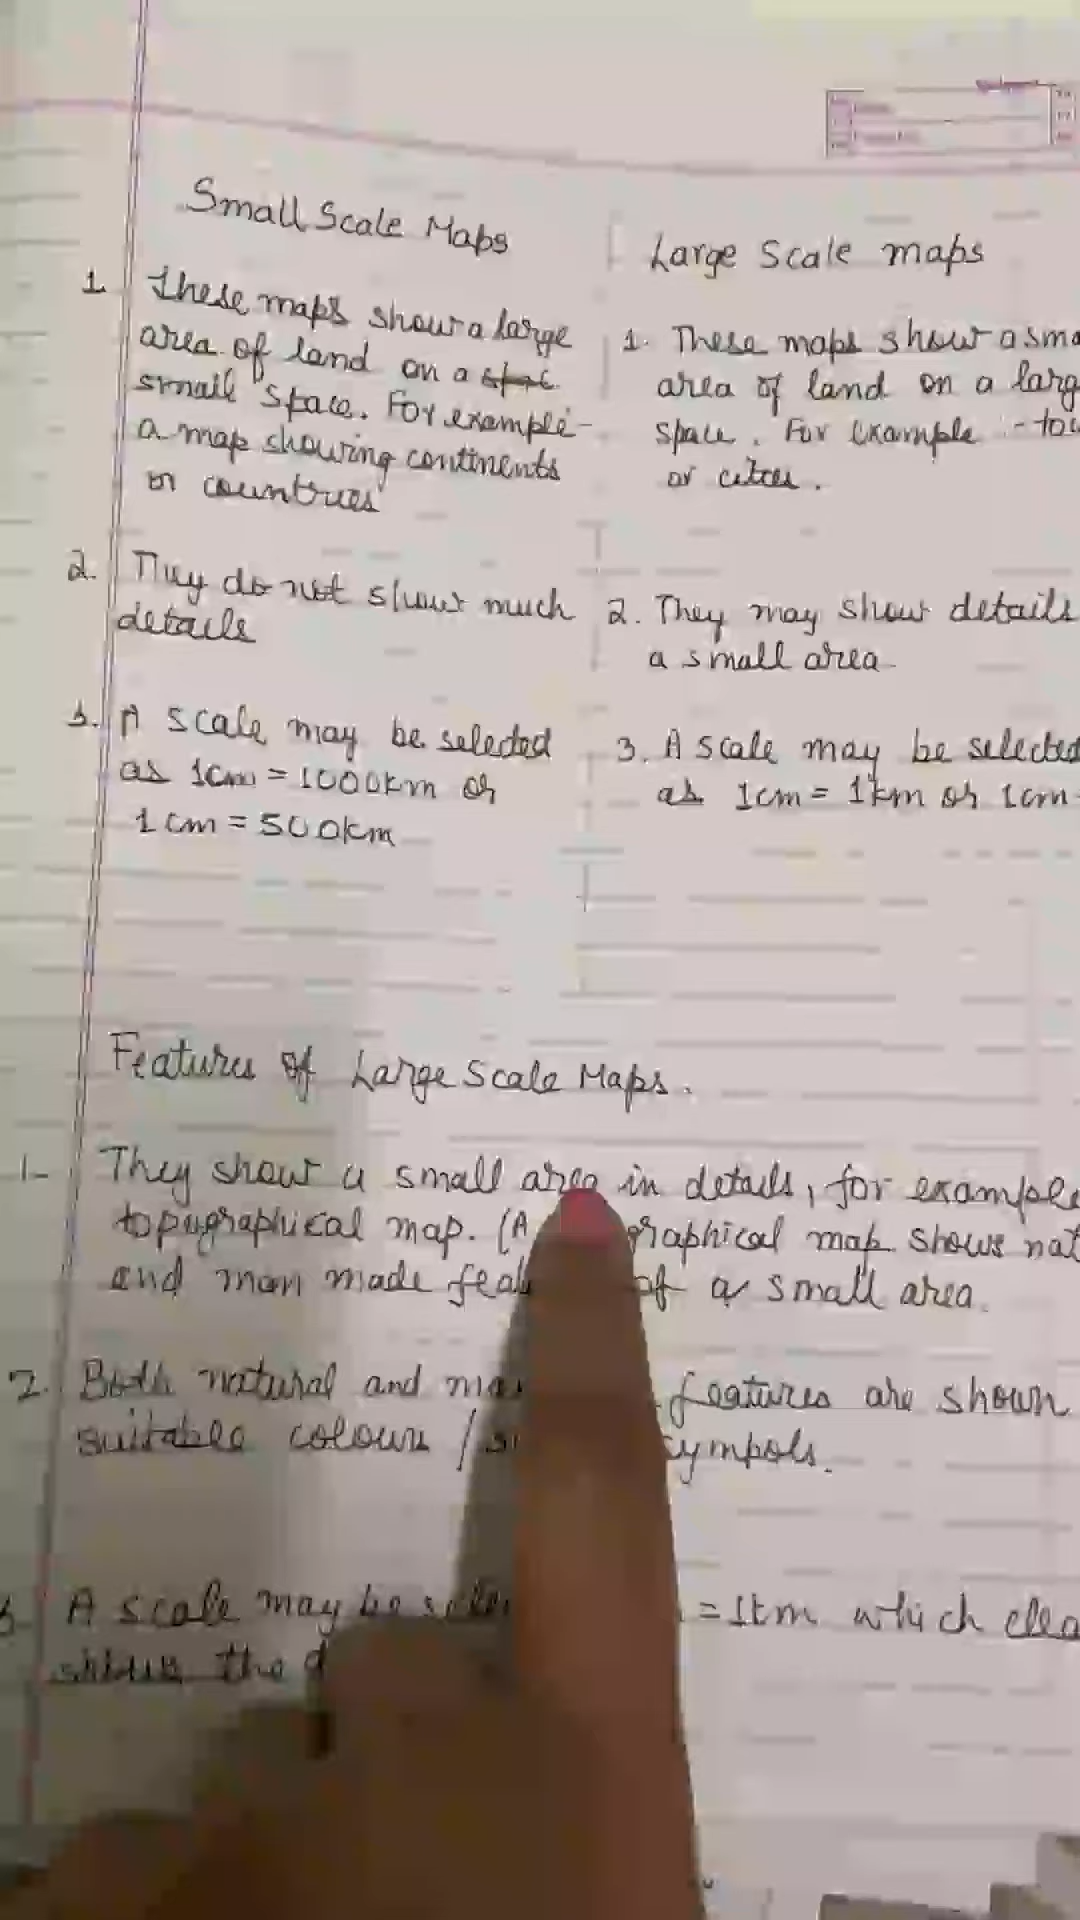 Small Scale Maps
1. These maps show a large
area of land on a
small space. For example-
a map showing continents
or countries
2. They do not show much
details
3. A scale may be selected
as 1cm = 1000km or
1cm = 500km
Large Scale maps
1. These maps show a
area of land on a
space. For example -
or cities.
2. They may show details
a small area
3. A scale may be selected
as 1cm = 1km or 1cm
Features of Large Scale Maps.
1- They show a small area in details, for example
topographical map. (A map shows
and man made of a small area.
2. Both natural and features are shown
suitable colours / symbols.
3. A scale may be = 1km which
shows the